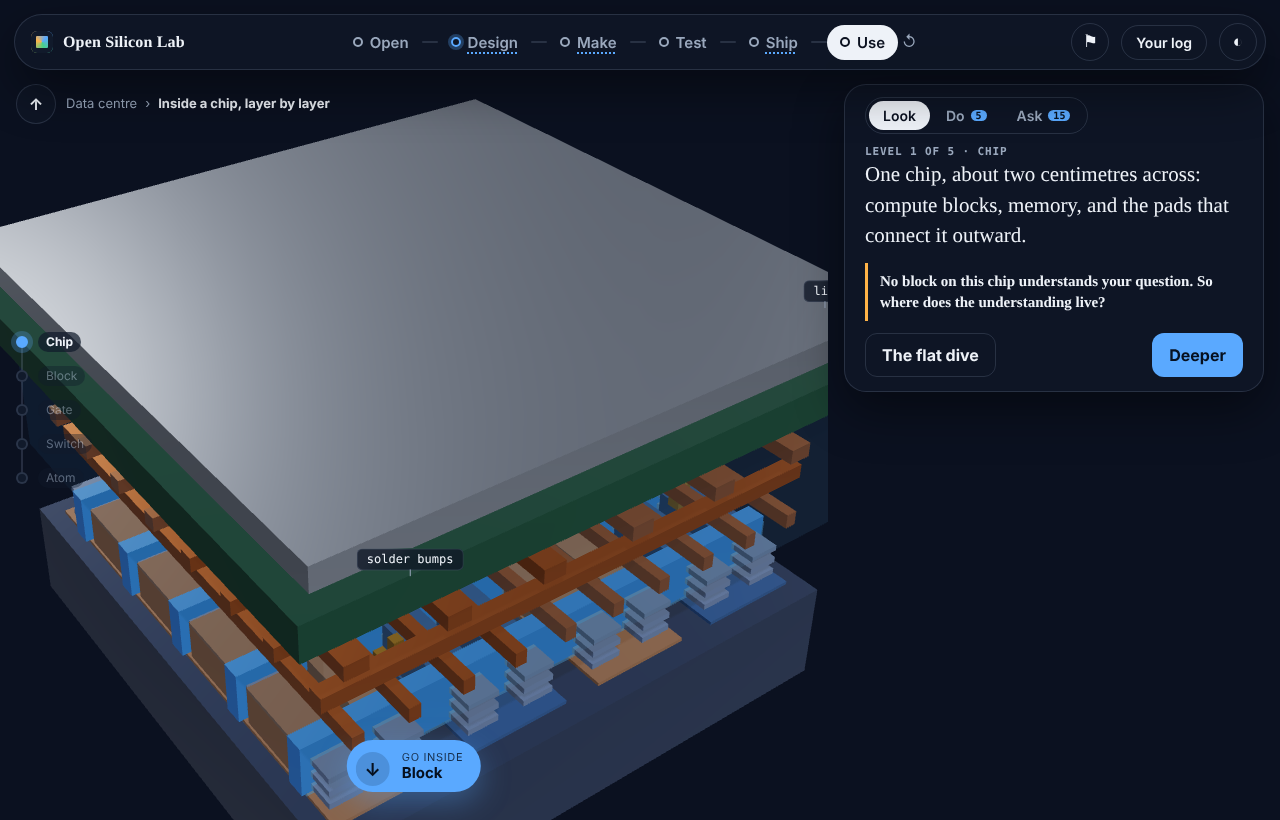 Open Silicon Lab
Open
Design
Make
Test
Ship
Use
Your log
Data centre › Inside a chip, layer by layer
Look
Do 5
Ask 15
LEVEL 1 OF 5 · CHIP
One chip, about two centimetres across:
compute blocks, memory, and the pads that
connect it outward.
No block on this chip understands your question. So
where does the understanding live?
The flat dive
Deeper
Chip
Block
Gate
Switch
Atom
solder bumps
GO INSIDE
Block